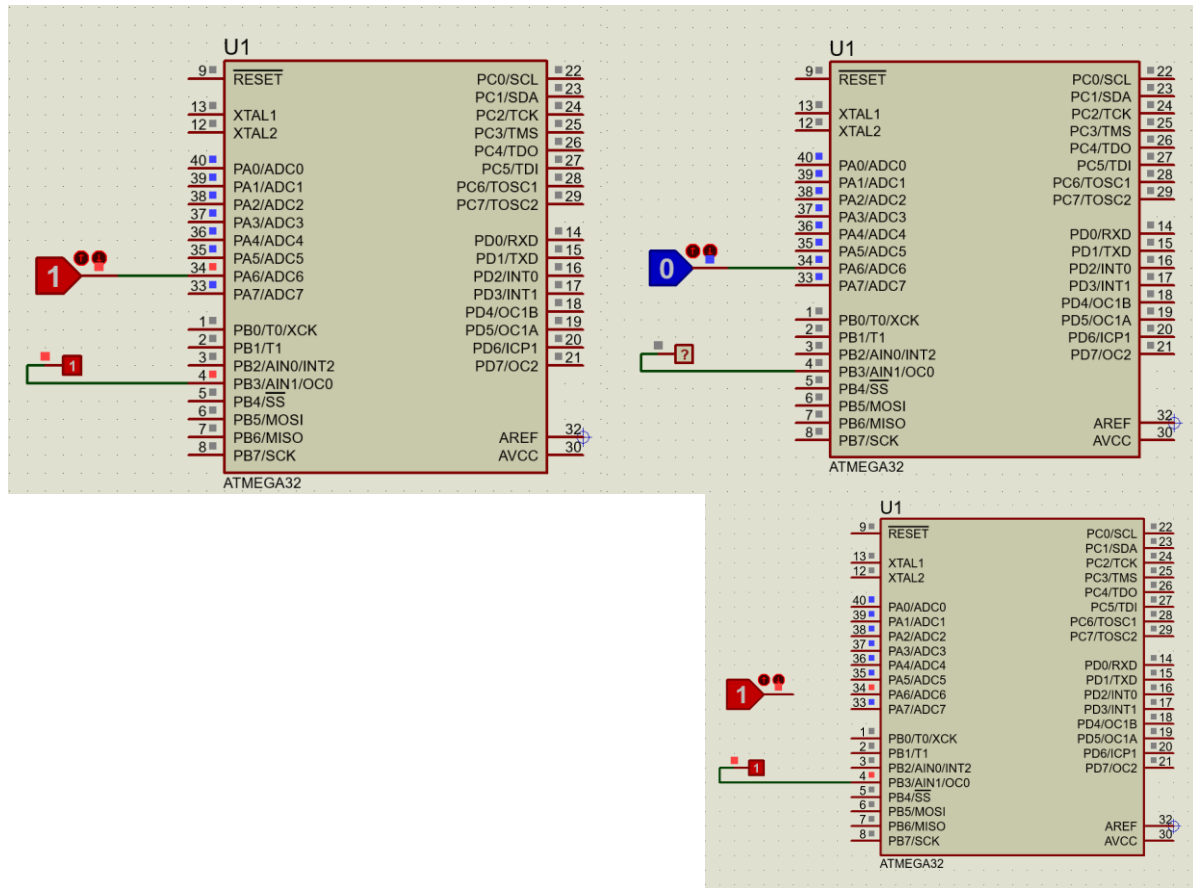 U1
9 RESET
13 XTAL1
12 XTAL2
40 PA0/ADC0
39 PA1/ADC1
38 PA2/ADC2
37 PA3/ADC3
36 PA4/ADC4
35 PA5/ADC5
1
34 PA6/ADC6
33 PA7/ADC7
1 PB0/T0/XCK
2 PB1/T1
3 PB2/AIN0/INT2
1
4 PB3/AIN1/OC0
5 PB4/SS
6 PB5/MOSI
7 PB6/MISO
8 PB7/SCK
PC0/SCL 22
PC1/SDA 23
PC2/TCK 24
PC3/TMS 25
PC4/TDO 26
PC5/TDI 27
PC6/TOSC1 28
PC7/TOSC2 29
PD0/RXD 14
PD1/TXD 15
PD2/INT0 16
PD3/INT1 17
PD4/OC1B 18
PD5/OC1A 19
PD6/ICP1 20
PD7/OC2 21
AREF 32
AVCC 30
ATMEGA32
U1
9 RESET
13 XTAL1
12 XTAL2
40 PA0/ADC0
39 PA1/ADC1
38 PA2/ADC2
37 PA3/ADC3
36 PA4/ADC4
35 PA5/ADC5
0
34 PA6/ADC6
33 PA7/ADC7
1 PB0/T0/XCK
2 PB1/T1
3 PB2/AIN0/INT2
?
4 PB3/AIN1/OC0
5 PB4/SS
6 PB5/MOSI
7 PB6/MISO
8 PB7/SCK
PC0/SCL 22
PC1/SDA 23
PC2/TCK 24
PC3/TMS 25
PC4/TDO 26
PC5/TDI 27
PC6/TOSC1 28
PC7/TOSC2 29
PD0/RXD 14
PD1/TXD 15
PD2/INT0 16
PD3/INT1 17
PD4/OC1B 18
PD5/OC1A 19
PD6/ICP1 20
PD7/OC2 21
AREF 32
AVCC 30
ATMEGA32
U1
9 RESET
13 XTAL1
12 XTAL2
40 PA0/ADC0
39 PA1/ADC1
38 PA2/ADC2
37 PA3/ADC3
36 PA4/ADC4
35 PA5/ADC5
1
34 PA6/ADC6
33 PA7/ADC7
1 PB0/T0/XCK
2 PB1/T1
3 PB2/AIN0/INT2
1
4 PB3/AIN1/OC0
5 PB4/SS
6 PB5/MOSI
7 PB6/MISO
8 PB7/SCK
PC0/SCL 22
PC1/SDA 23
PC2/TCK 24
PC3/TMS 25
PC4/TDO 26
PC5/TDI 27
PC6/TOSC1 28
PC7/TOSC2 29
PD0/RXD 14
PD1/TXD 15
PD2/INT0 16
PD3/INT1 17
PD4/OC1B 18
PD5/OC1A 19
PD6/ICP1 20
PD7/OC2 21
AREF 32
AVCC 30
ATMEGA32